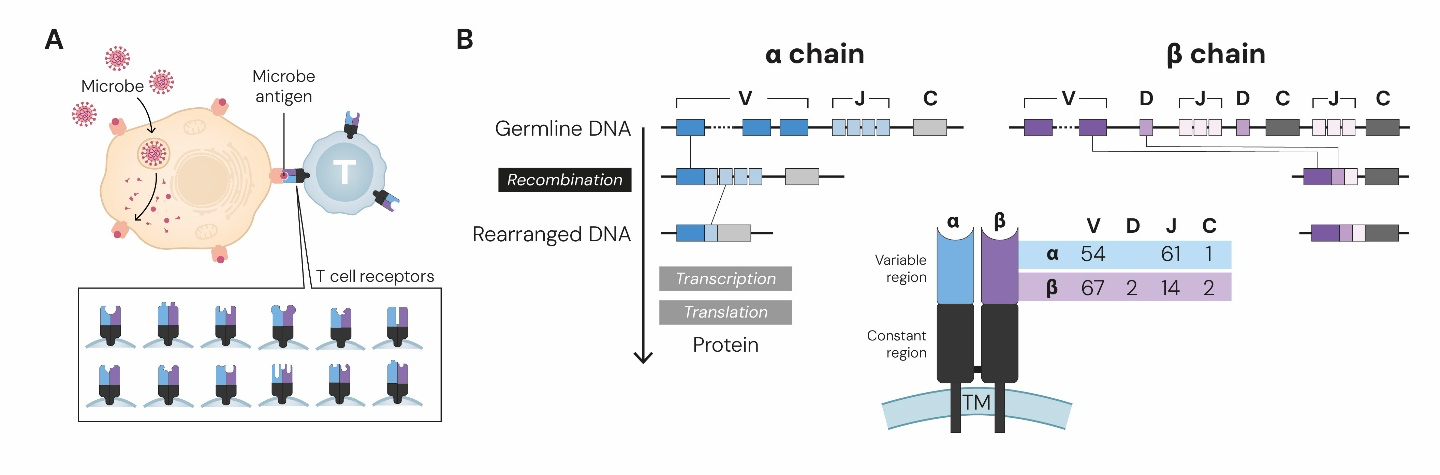 A
Microbe
Microbe
antigen
T
T cell receptors
B
α chain
β chain
V J C
V D J D C J C
Germline DNA
Recombination
Rearranged DNA
Transcription
Translation
Protein
α β
Variable
region
Constant
region
TM
V D J C
α 54 61 1
β 67 2 14 2